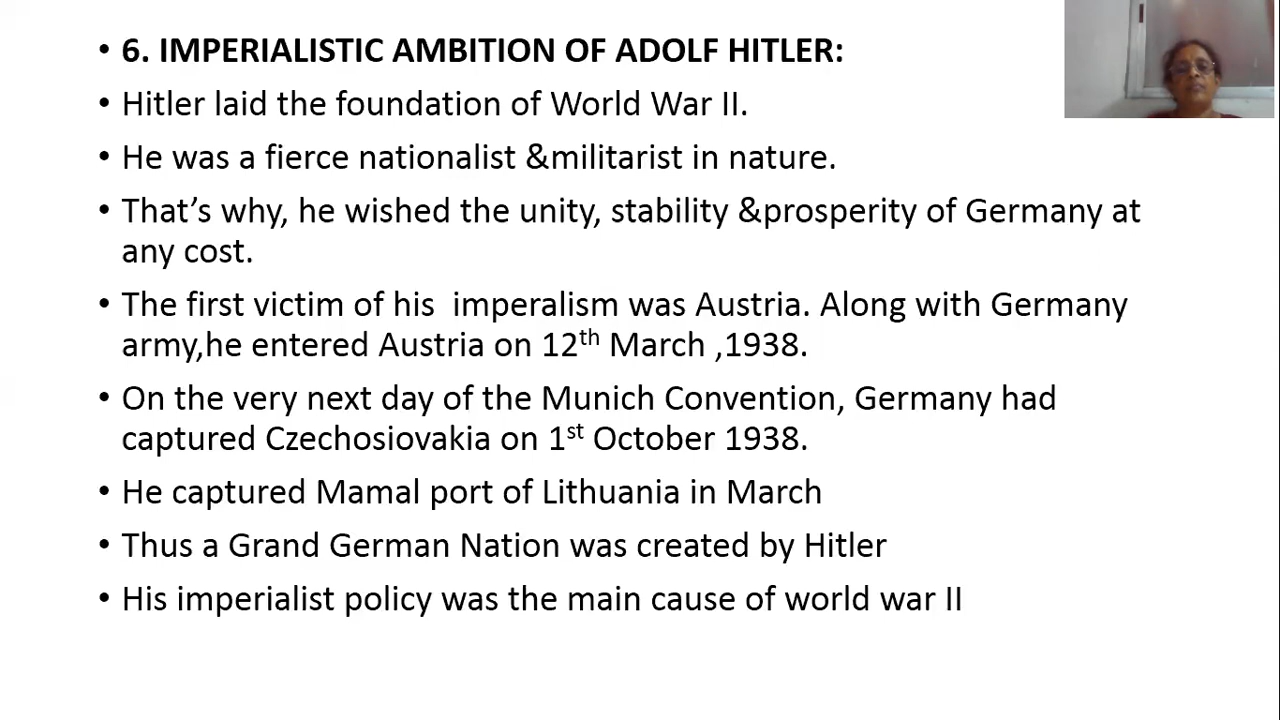 • 6. IMPERIALISTIC AMBITION OF ADOLF HITLER:
• Hitler laid the foundation of World War II.
• He was a fierce nationalist &militarist in nature.
• That’s why, he wished the unity, stability &prosperity of Germany at
any cost.
• The first victim of his  imperalism was Austria. Along with Germany
army,he entered Austria on 12th March ,1938.
• On the very next day of the Munich Convention, Germany had
captured Czechosiovakia on 1st October 1938.
• He captured Mamal port of Lithuania in March
• Thus a Grand German Nation was created by Hitler
• His imperialist policy was the main cause of world war II